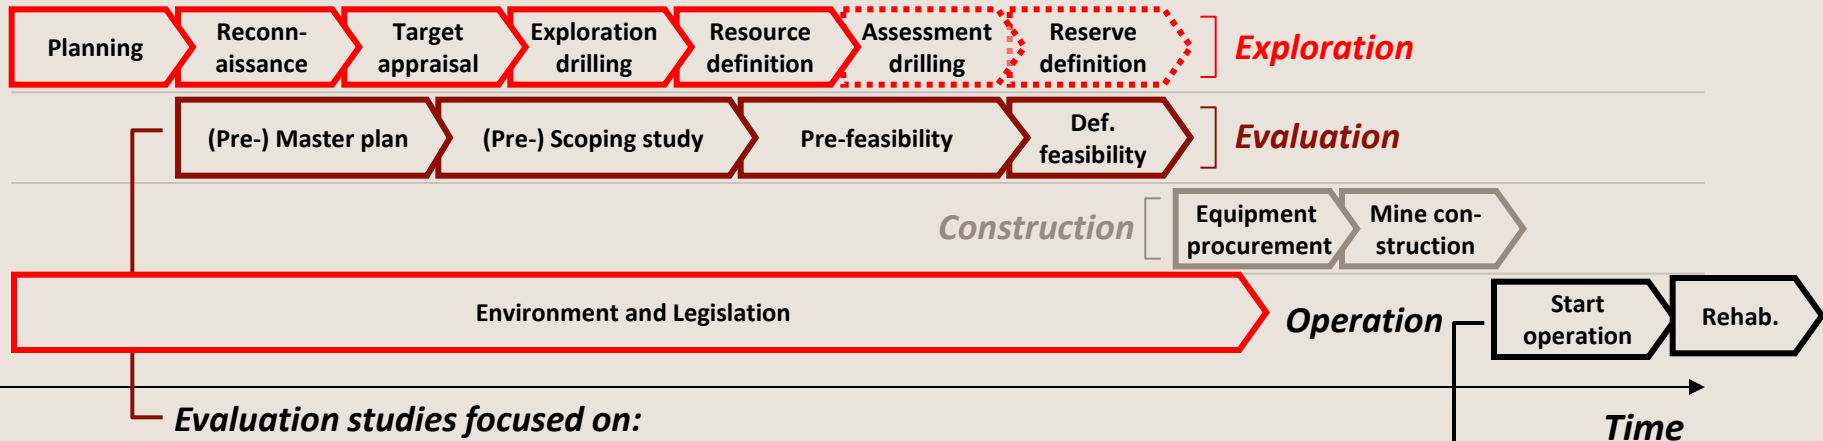 Planning
Reconn-
aissance
Target
appraisal
Exploration
drilling
Resource
definition
Assessment
drilling
Reserve
definition
Exploration
(Pre-) Master plan
(Pre-) Scoping study
Pre-feasibility
Def.
feasibility
Evaluation
Construction
Equipment
procurement
Mine con-
struction
Environment and Legislation
Operation
Start
operation
Rehab.
Evaluation studies focused on:
Time